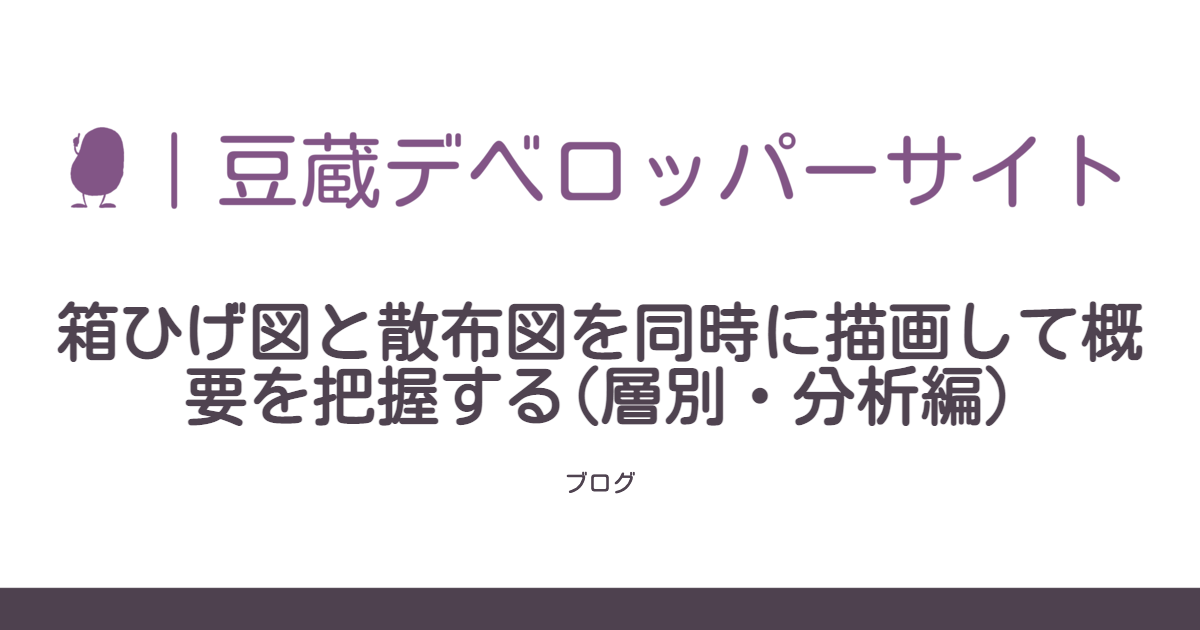 ｜豆蔵デベロッパーサイト
箱ひげ図と散布図を同時に描画して概
要を把握する(層別・分析編)
ブログ